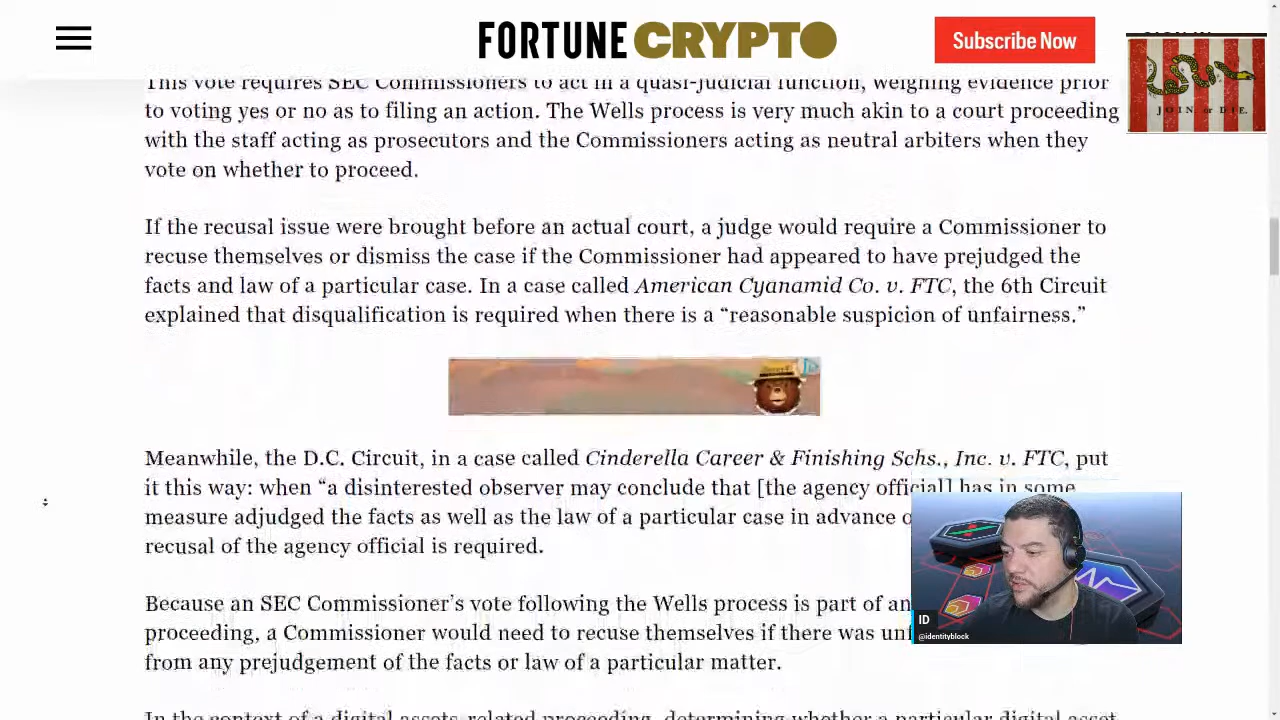 FORTUNE CRYPTO
Subscribe Now
JOIN or DIE.
This vote requires SEC Commissioners to act in a quasi-judicial function, weighing evidence prior
to voting yes or no as to filing an action. The Wells process is very much akin to a court proceeding
with the staff acting as prosecutors and the Commissioners acting as neutral arbiters when they
vote on whether to proceed.
If the recusal issue were brought before an actual court, a judge would require a Commissioner to
recuse themselves or dismiss the case if the Commissioner had appeared to have prejudged the
facts and law of a particular case. In a case called American Cyanamid Co. v. FTC, the 6th Circuit
explained that disqualification is required when there is a “reasonable suspicion of unfairness.”
Meanwhile, the D.C. Circuit, in a case called Cinderella Career & Finishing Schs., Inc. v. FTC, put
it this way: when “a disinterested observer may conclude that [the agency official] has in some
measure adjudged the facts as well as the law of a particular case in advance
recusal of the agency official is required.
Because an SEC Commissioner’s vote following the Wells process is part of an
proceeding, a Commissioner would need to recuse themselves if there was
from any prejudgement of the facts or law of a particular matter.
In the context of a digital assets-related proceeding, determining whether a particular digital asset
ID
@identityblock